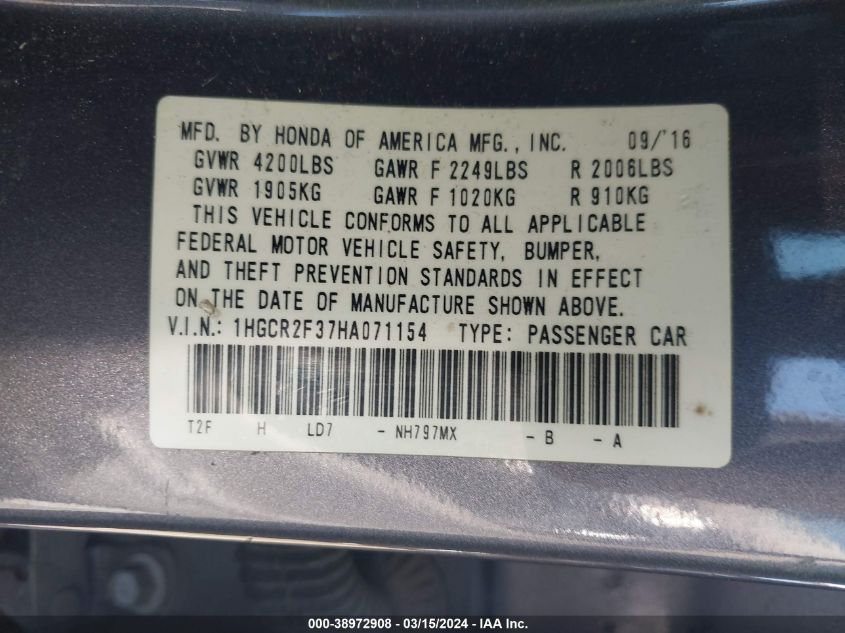 MFD. BY HONDA OF AMERICA MFG., INC. 09/'16
GVWR 4200LBS GAWR F 2249LBS R 2006LBS
GVWR 1905KG GAWR F 1020KG R 910KG
THIS VEHICLE CONFORMS TO ALL APPLICABLE
FEDERAL MOTOR VEHICLE SAFETY, BUMPER,
AND THEFT PREVENTION STANDARDS IN EFFECT
ON THE DATE OF MANUFACTURE SHOWN ABOVE.
V.I.N.: 1HGCR2F37HA071154 TYPE: PASSENGER CAR
T2F H LD7 - NH797MX - B - A
000-38972908 - 03/15/2024 - IAA Inc.